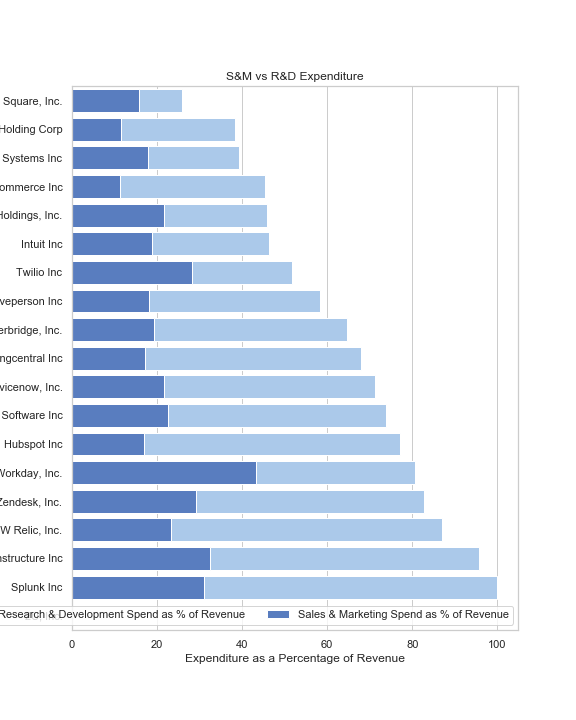 S&M vs R&D Expenditure
Square, Inc.
Holding Corp
Systems Inc
ommerce Inc
Holdings, Inc.
Intuit Inc
Twilio Inc
veperson Inc
erbridge, Inc.
ngcentral Inc
vicenow, Inc.
Software Inc
Hubspot Inc
Workday, Inc.
Zendesk, Inc.
W Relic, Inc.
nstructure Inc
Splunk Inc
Research & Development Spend as % of Revenue Sales & Marketing Spend as % of Revenue
0 20 40 60 80 100
Expenditure as a Percentage of Revenue